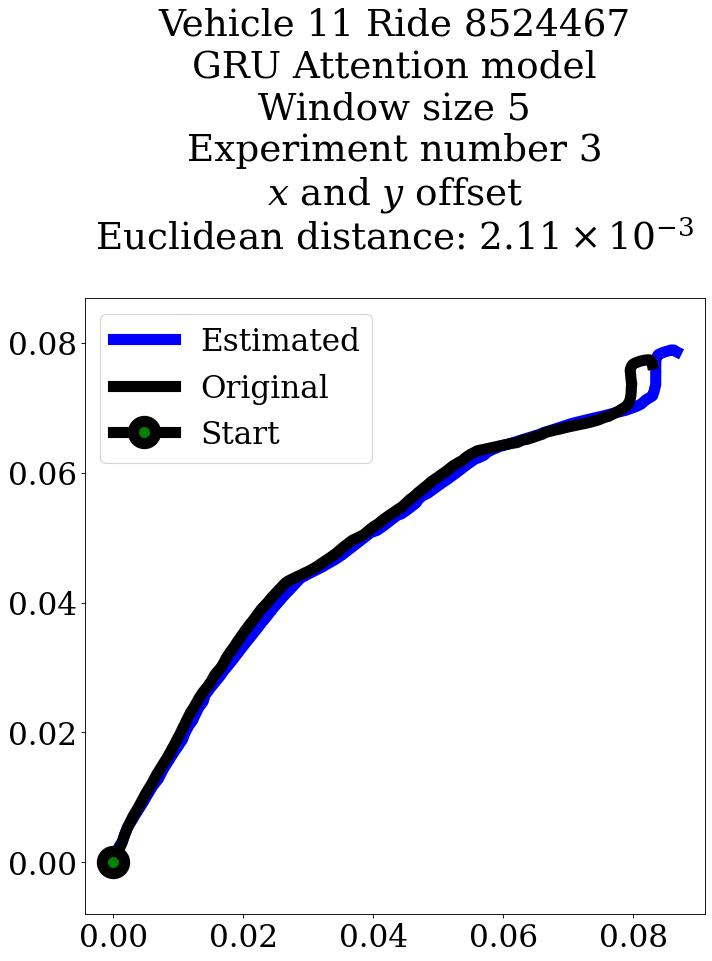 Vehicle 11 Ride 8524467
GRU Attention model
Window size 5
Experiment number 3
x and y offset
Euclidean distance: 2.11 × 10⁻³
Estimated
Original
Start
0.08
0.06
0.04
0.02
0.00
0.00 0.02 0.04 0.06 0.08